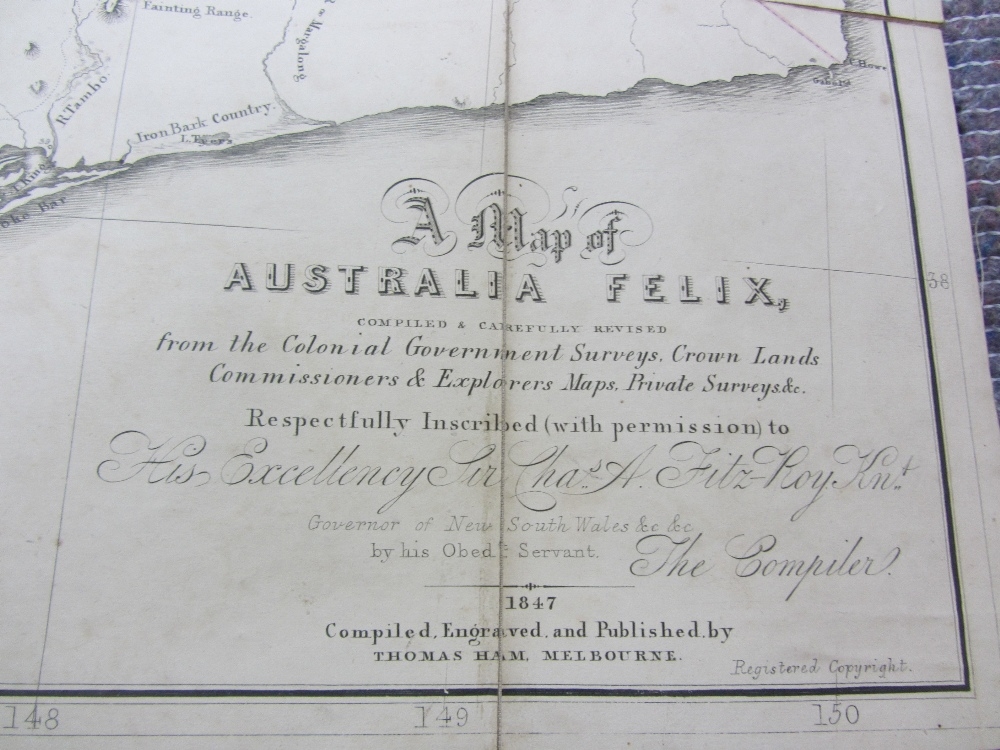 Fainting Range.
R. Tambo.
Margalong
Iron Bark Country.
L. Tyers
Howe
A Map of
AUSTRALIA FELIX,
COMPILED & CAREFULLY REVISED
from the Colonial Government Surveys, Crown Lands
Commissioners & Explorers Maps, Private Surveys &c.
Respectfully Inscribed (with permission) to
His Excellency Sir Chas. A. Fitz-Roy Knt.
Governor of New South Wales &c &c
by his Obedt. Servant.
The Compiler.
1847
Compiled, Engraved, and Published, by
THOMAS HAM, MELBOURNE.
Registered Copyright.
38
148 149 150